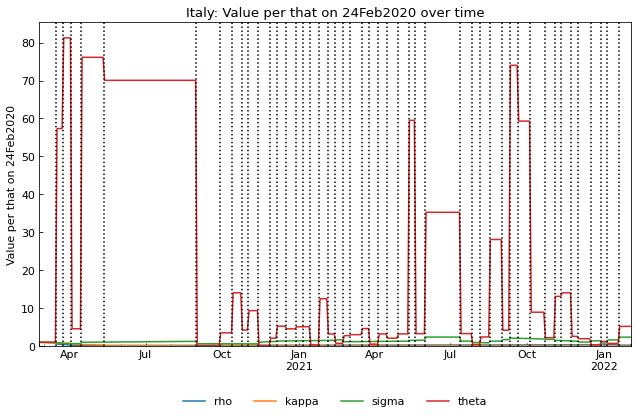 Italy: Value per that on 24Feb2020 over time
Value per that on 24Feb2020
80
70
60
50
40
30
20
10
0
Apr Jul Oct Jan Apr Jul Oct Jan
2021 2022
rho kappa sigma theta